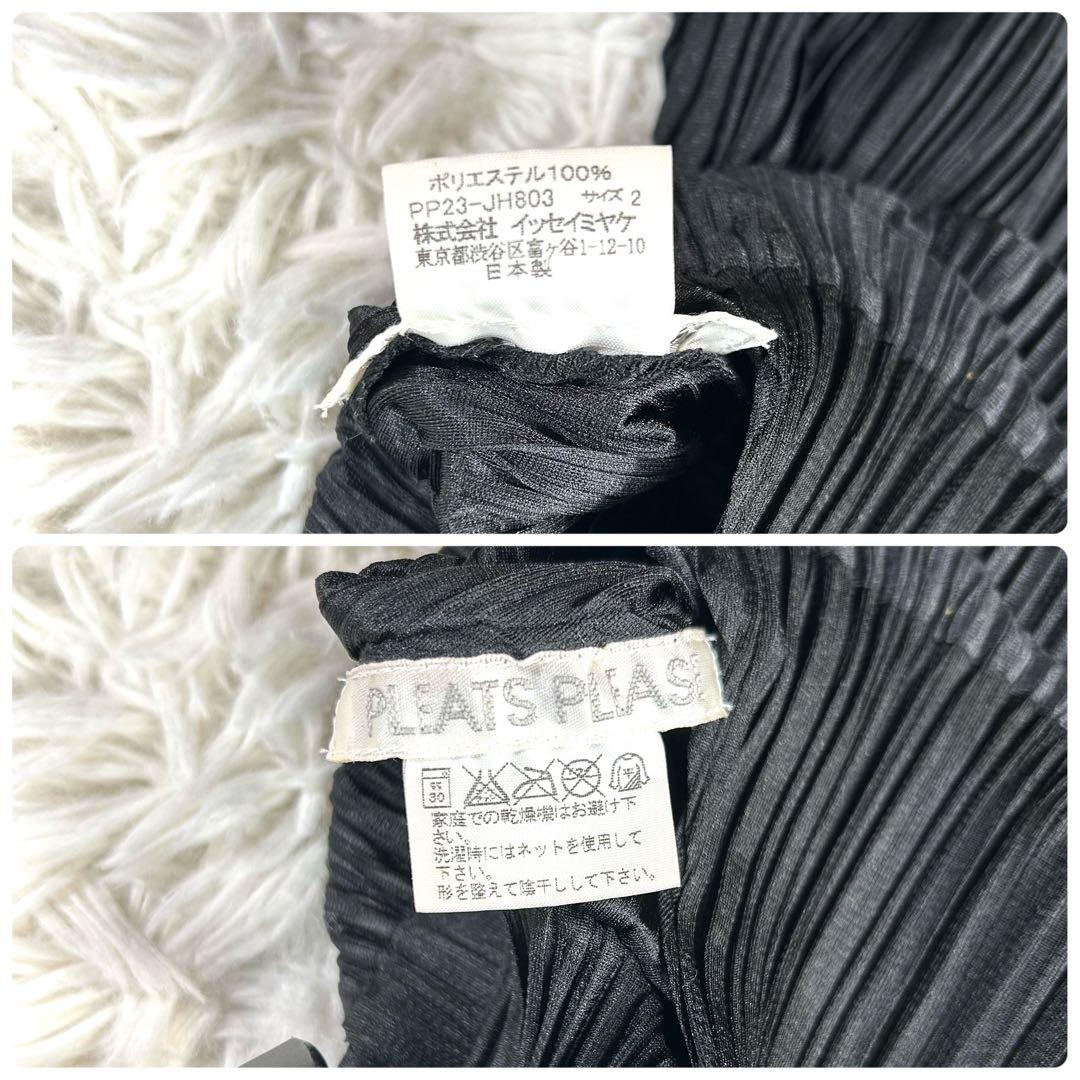 ポリエステル100%
PP23-JH803 サイズ 2
株式会社 イッセイミヤケ
東京都渋谷区富ヶ谷1-12-10
日本製
PLEATS PLEAS
弱
30
家庭での乾燥機はお避け下
さい。
洗濯時にはネットを使用して
下さい。
形を整えて陰干しして下さい。